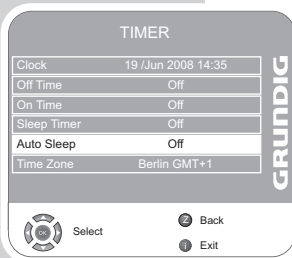 TIMER
Clock 19 /Jun 2008 14:35
Off Time Off
On Time Off
Sleep Timer Off
Auto Sleep Off
Time Zone Berlin GMT+1
GRUNDIG
OK
Select
Z Back
i Exit